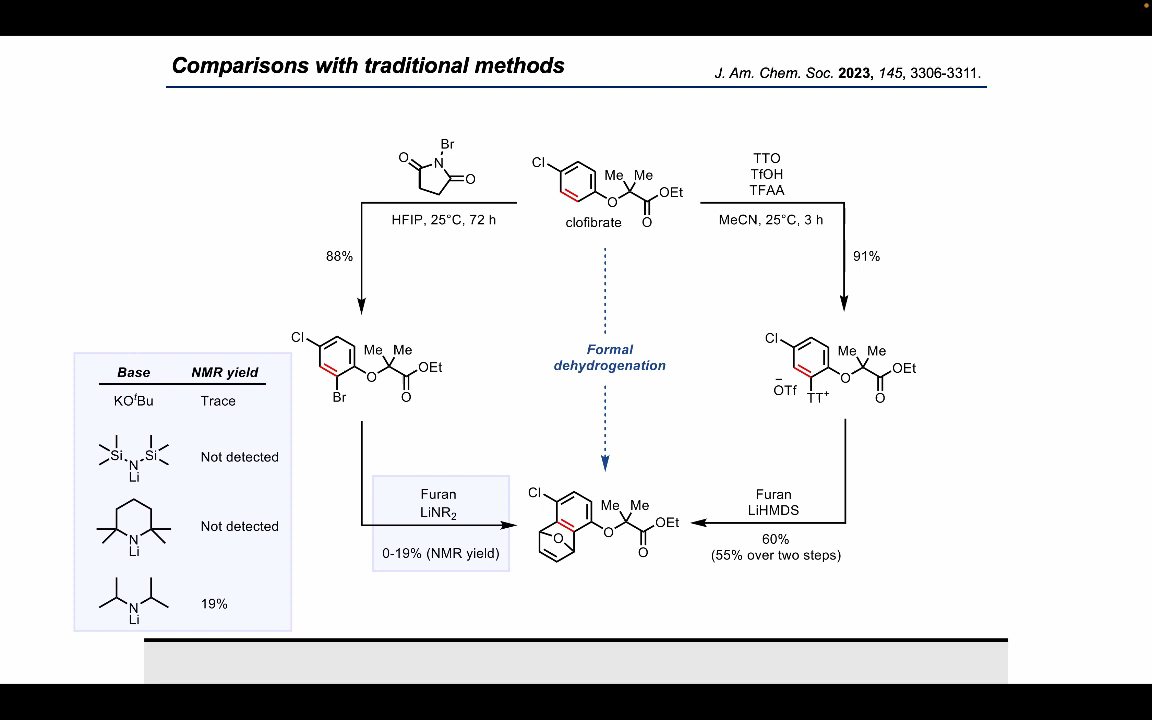 Comparisons with traditional methods
J. Am. Chem. Soc. 2023, 145, 3306-3311.
Br
N
O
O
HFIP, 25°C, 72 h
88%
Cl
Me Me
OEt
O
O
clofibrate
TTO
TfOH
TFAA
MeCN, 25°C, 3 h
91%
Formal
dehydrogenation
Cl
Me Me
OEt
O
O
Br
Cl
Me Me
OEt
O
O
−
OTf
TT+
Base NMR yield
KOtBu Trace
Si Si
N
Li
Not detected
N
Li
Not detected
N
Li
19%
Furan
LiNR2
0-19% (NMR yield)
Cl
Me Me
OEt
O
O
O
Furan
LiHMDS
60%
(55% over two steps)